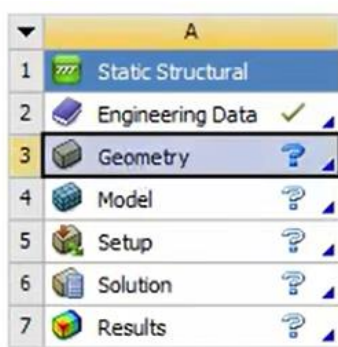 A
1 Static Structural
2 Engineering Data ✓
3 Geometry ?
4 Model ?
5 Setup ?
6 Solution ?
7 Results ?